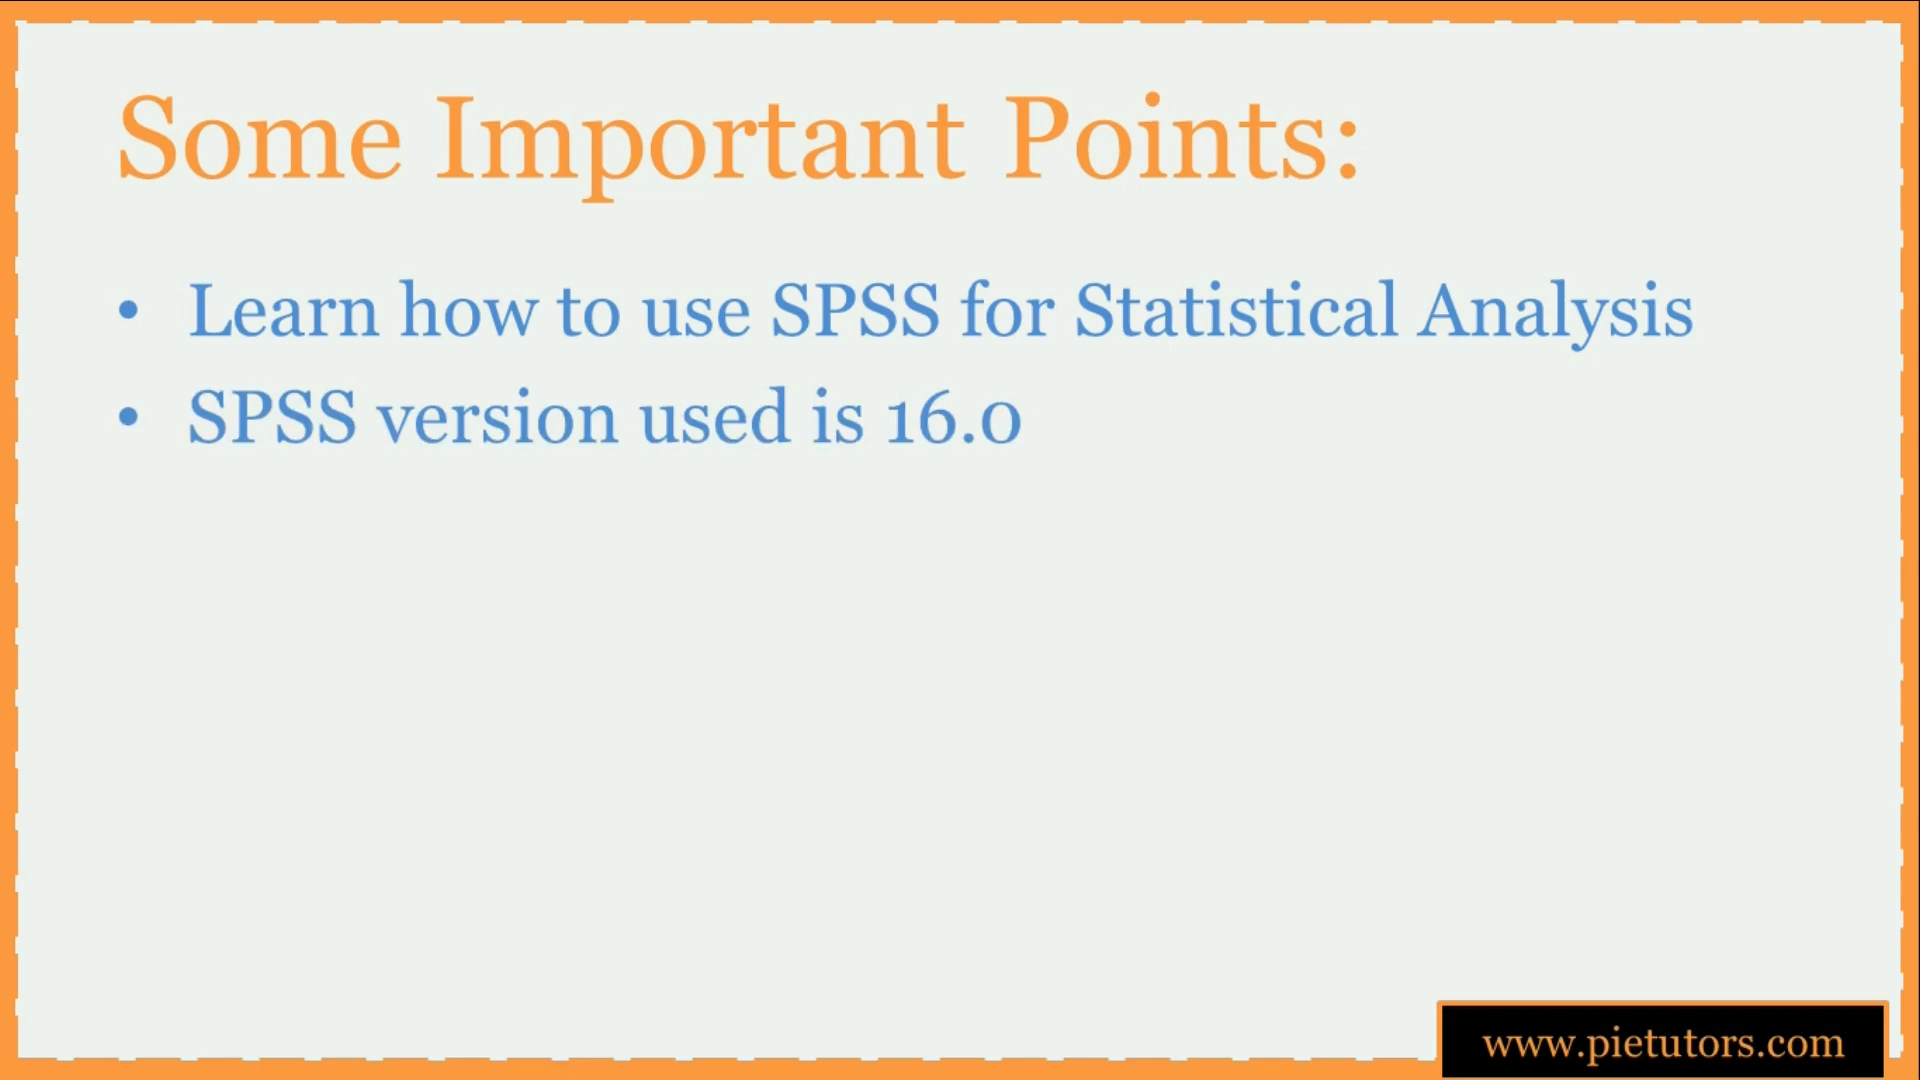 Some Important Points:
• Learn how to use SPSS for Statistical Analysis
• SPSS version used is 16.0
www.pietutors.com